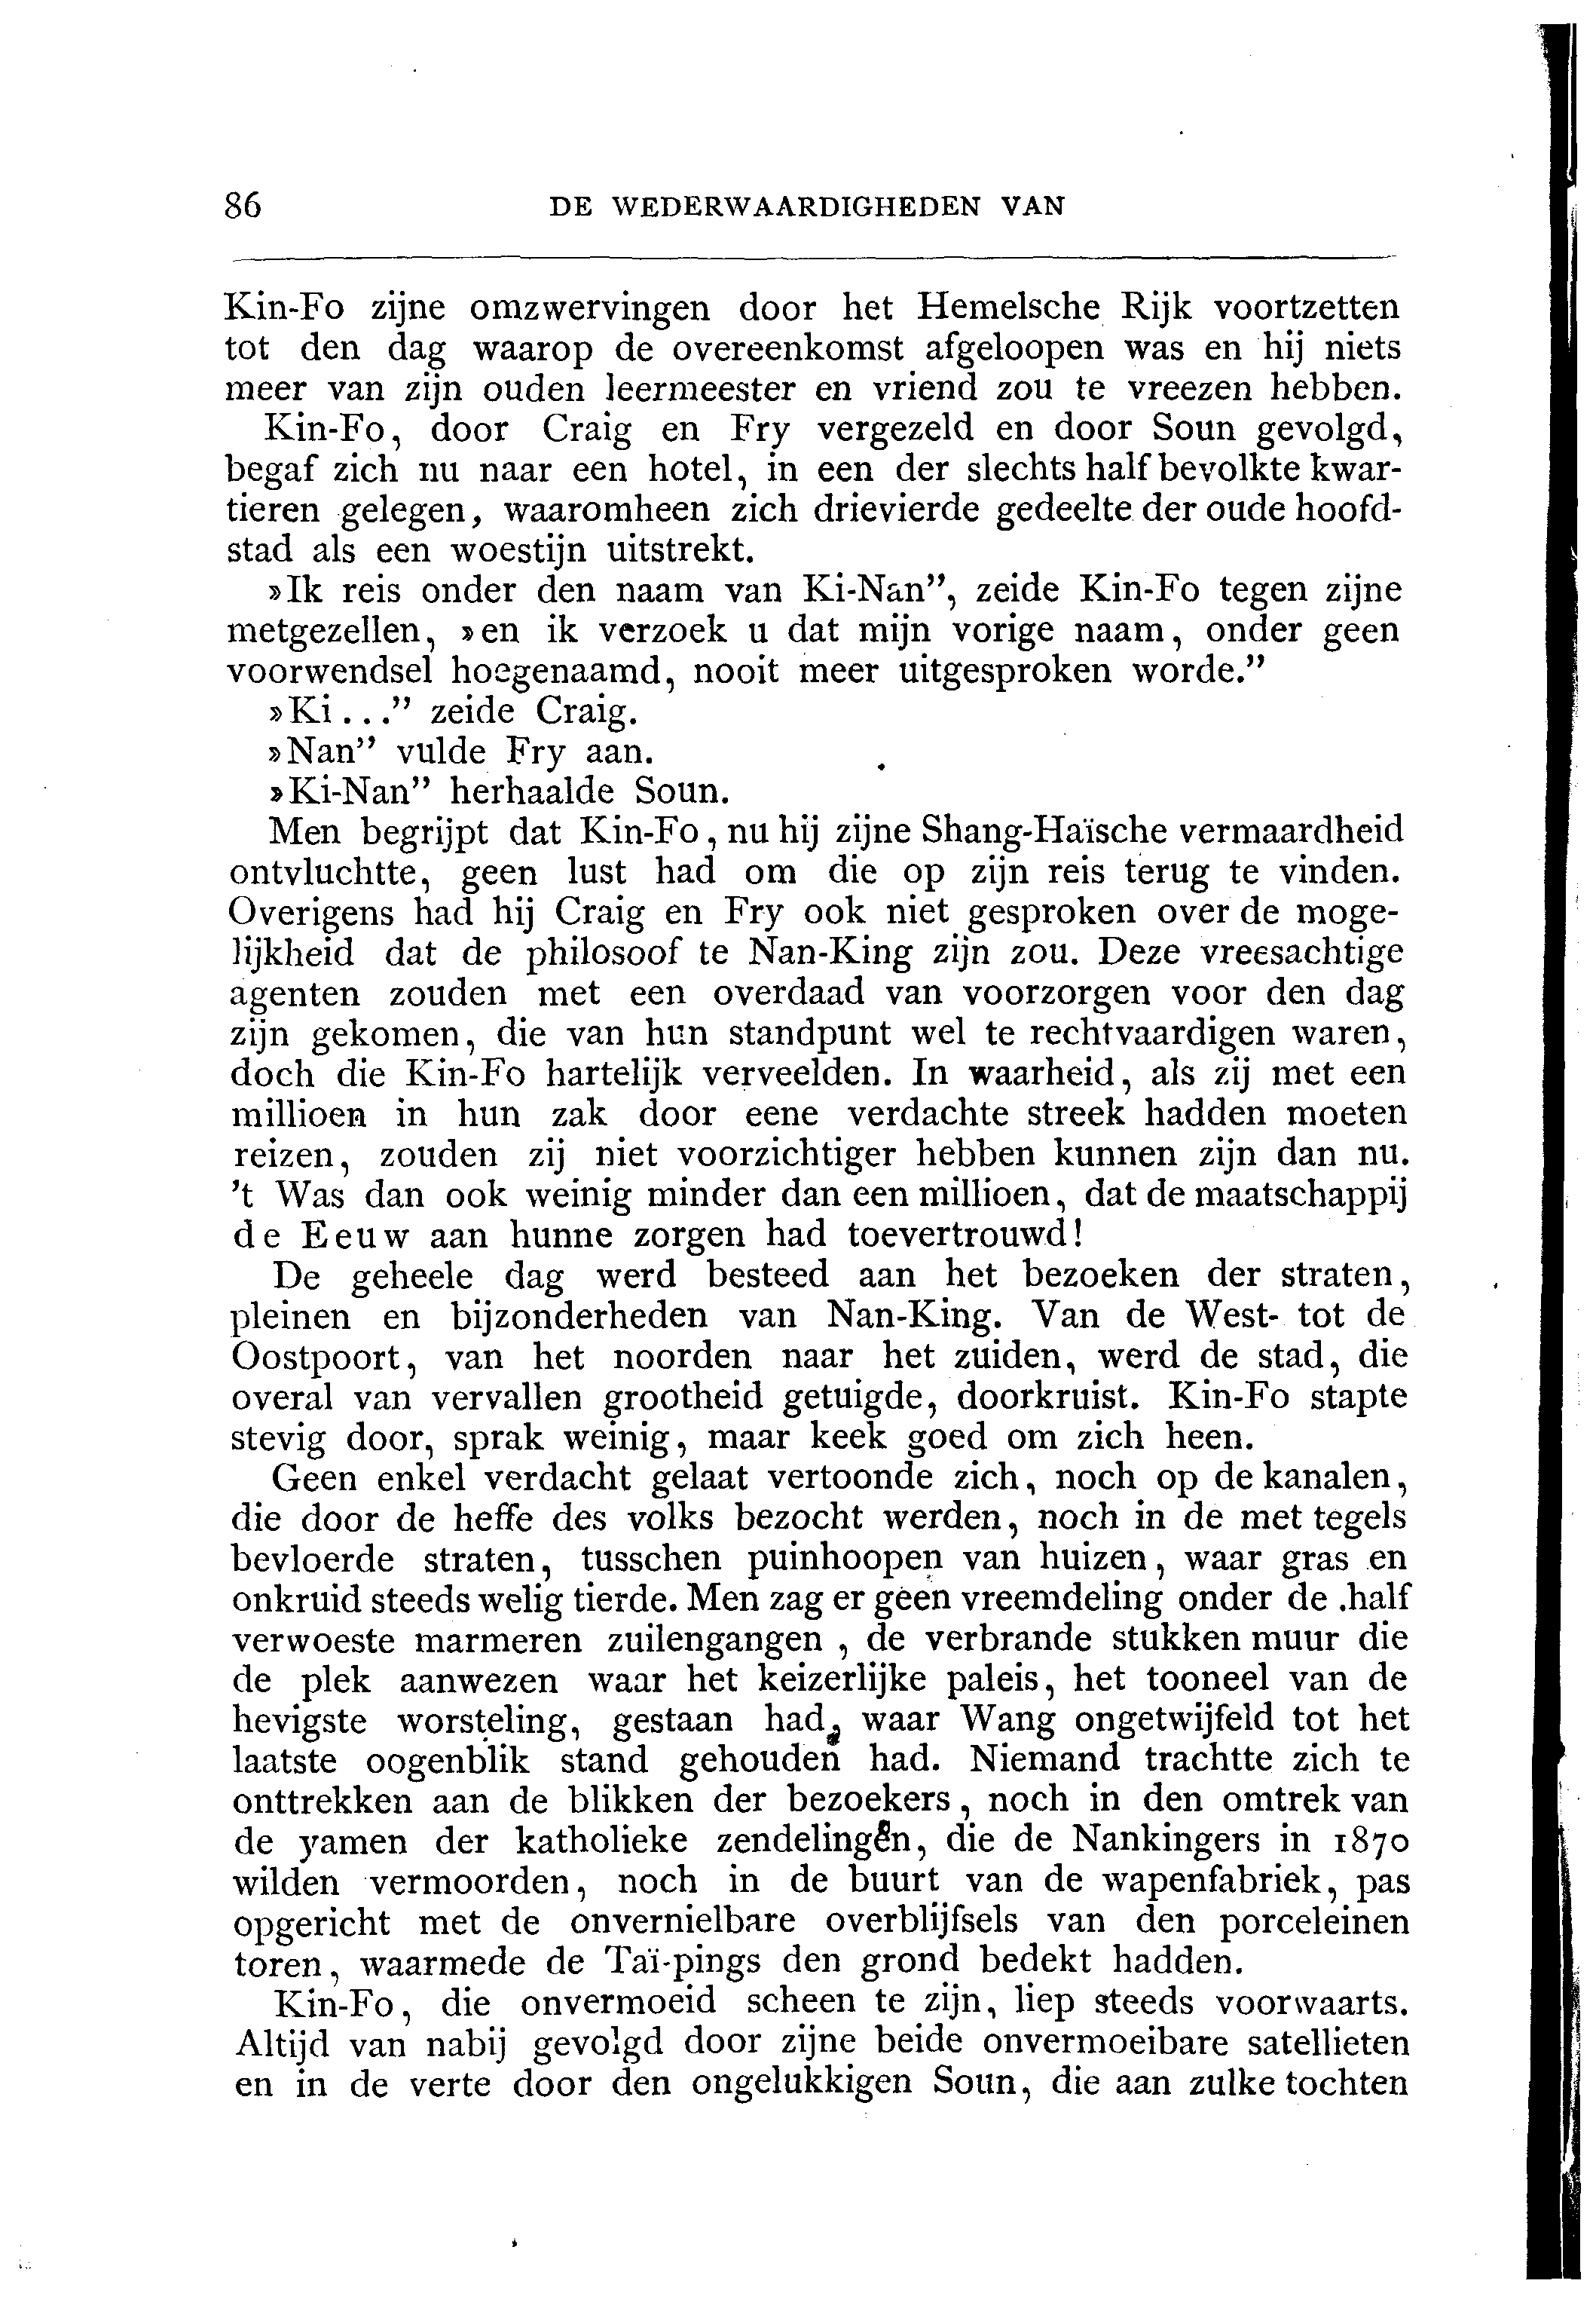 86 DE WEDERWAARDIGHEDEN VAN
Kin-Fo zijne omzwervingen door het Hemelsche Rijk voortzetten
tot den dag waarop de overeenkomst afgeloopen was en hij niets
meer van zijn ouden leermeester en vriend zou te vreezen hebben.
Kin-Fo, door Craig en Fry vergezeld en door Soun gevolgd,
begaf zich nu naar een hotel, in een der slechts half bevolkte kwar-
tieren gelegen, waaromheen zich drievierde gedeelte der oude hoofd-
stad als een woestijn uitstrekt.
»Ik reis onder den naam van Ki-Nan”, zeide Kin-Fo tegen zijne
metgezellen, »en ik verzoek u dat mijn vorige naam, onder geen
voorwendsel hoegenaamd, nooit meer uitgesproken worde.”
»Ki...” zeide Craig.
»Nan” vulde Fry aan.
»Ki-Nan” herhaalde Soun.
Men begrijpt dat Kin-Fo, nu hij zijne Shang-Haïsche vermaardheid
ontvluchtte, geen lust had om die op zijn reis terug te vinden.
Overigens had hij Craig en Fry ook niet gesproken over de moge-
lijkheid dat de philosoof te Nan-King zijn zou. Deze vreesachtige
agenten zouden met een overdaad van voorzorgen voor den dag
zijn gekomen, die van hun standpunt wel te rechtvaardigen waren,
doch die Kin-Fo hartelijk verveelden. In waarheid, als zij met een
millioen in hun zak door eene verdachte streek hadden moeten
reizen, zouden zij niet voorzichtiger hebben kunnen zijn dan nu.
’t Was dan ook weinig minder dan een millioen, dat de maatschappij
de Eeuw aan hunne zorgen had toevertrouwd!
De geheele dag werd besteed aan het bezoeken der straten,
pleinen en bijzonderheden van Nan-King. Van de West- tot de
Oostpoort, van het noorden naar het zuiden, werd de stad, die
overal van vervallen grootheid getuigde, doorkruist. Kin-Fo stapte
stevig door, sprak weinig, maar keek goed om zich heen.
Geen enkel verdacht gelaat vertoonde zich, noch op de kanalen,
die door de heffe des volks bezocht werden, noch in de met tegels
bevloerde straten, tusschen puinhoopen van huizen, waar gras en
onkruid steeds welig tierde. Men zag er geen vreemdeling onder de half
verwoeste marmeren zuilengangen, de verbrande stukken muur die
de plek aanwezen waar het keizerlijke paleis, het tooneel van de
hevigste worsteling, gestaan had, waar Wang ongetwijfeld tot het
laatste oogenblik stand gehouden had. Niemand trachtte zich te
onttrekken aan de blikken der bezoekers, noch in den omtrek van
de yamen der katholieke zendelingen, die de Nankingers in 1870
wilden vermoorden, noch in de buurt van de wapenfabriek, pas
opgericht met de onvernielbare overblijfsels van den porceleinen
toren, waarmede de Taï-pings den grond bedekt hadden.
Kin-Fo, die onvermoeid scheen te zijn, liep steeds voorwaarts.
Altijd van nabij gevolgd door zijne beide onvermoeibare satellieten
en in de verte door den ongelukkigen Soun, die aan zulke tochten